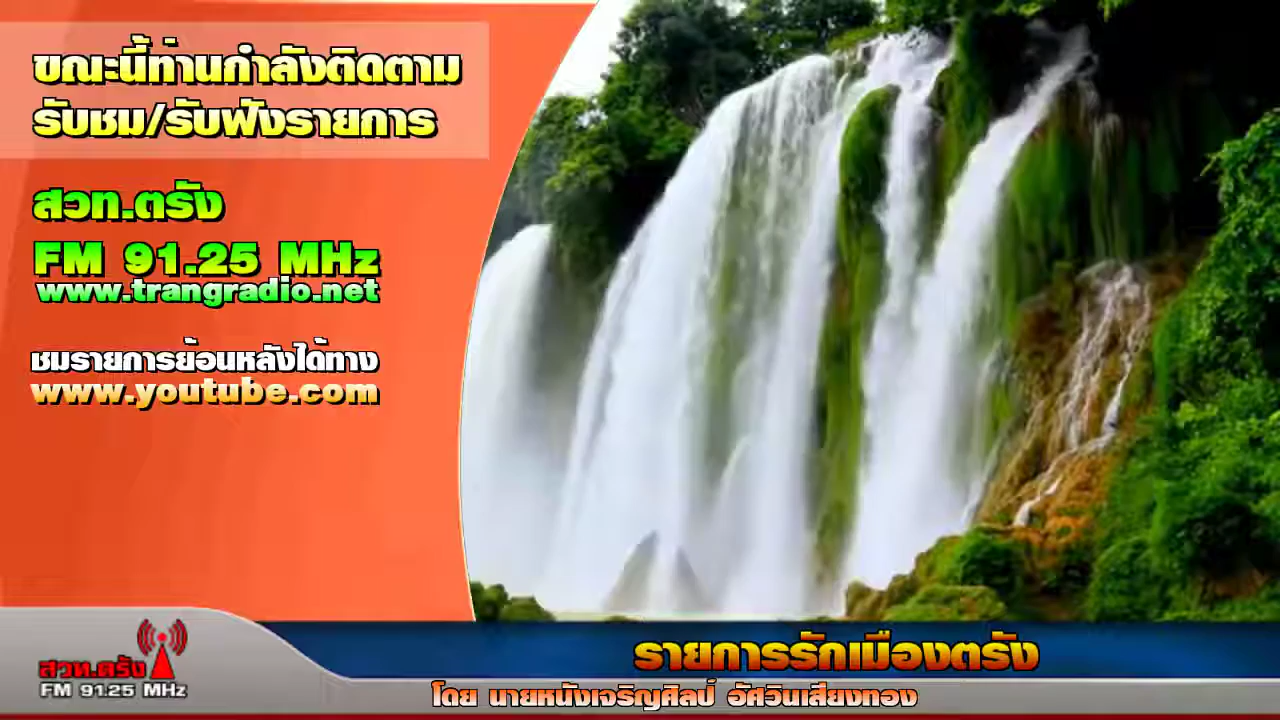 ขณะนี้ท่านกำลังติดตาม
รับชม/รับฟังรายการ
สวท.ตรัง
FM 91.25 MHz
www.trangradio.net
ชมรายการย้อนหลังได้ทาง
www.youtube.com
รายการรักเมืองตรัง
สวท.ตรัง
FM 91.25 MHz
โดย นายหนังเจริญศิลป์ อัศวินเสียงทอง